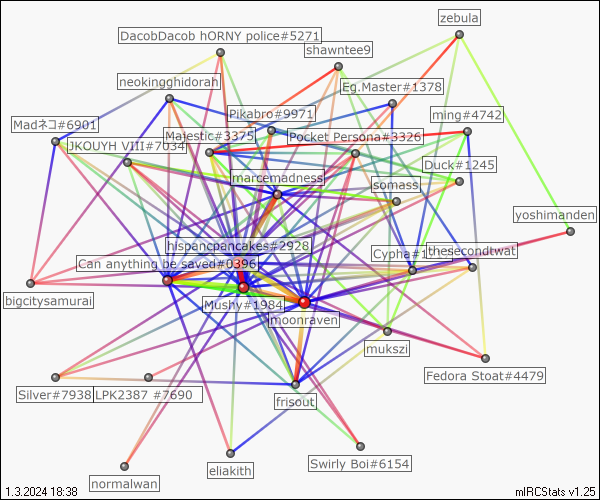 zebula
DacobDacob hORNY police#5271
shawntee9
neokingghidorah
Eg.Master#1378
Pikabro#9971
ming#4742
Madネコ#6901
Majestic#3375
Pocket Persona#3326
JKOUYH VIII#7034
Duck#1245
marcemadness
somass
yoshimanden
hispancpancakes#2928
Cypha#1
thesecondtwat
Can anything be saved#0396
bigcitysamurai
Mushy#1984
moonraven
mukszi
Fedora Stoat#4479
Silver#7938
LPK2387 #7690
frisout
Swirly Boi#6154
eliakith
normalwan
1.3.2024 18:38
mIRCStats v1.25